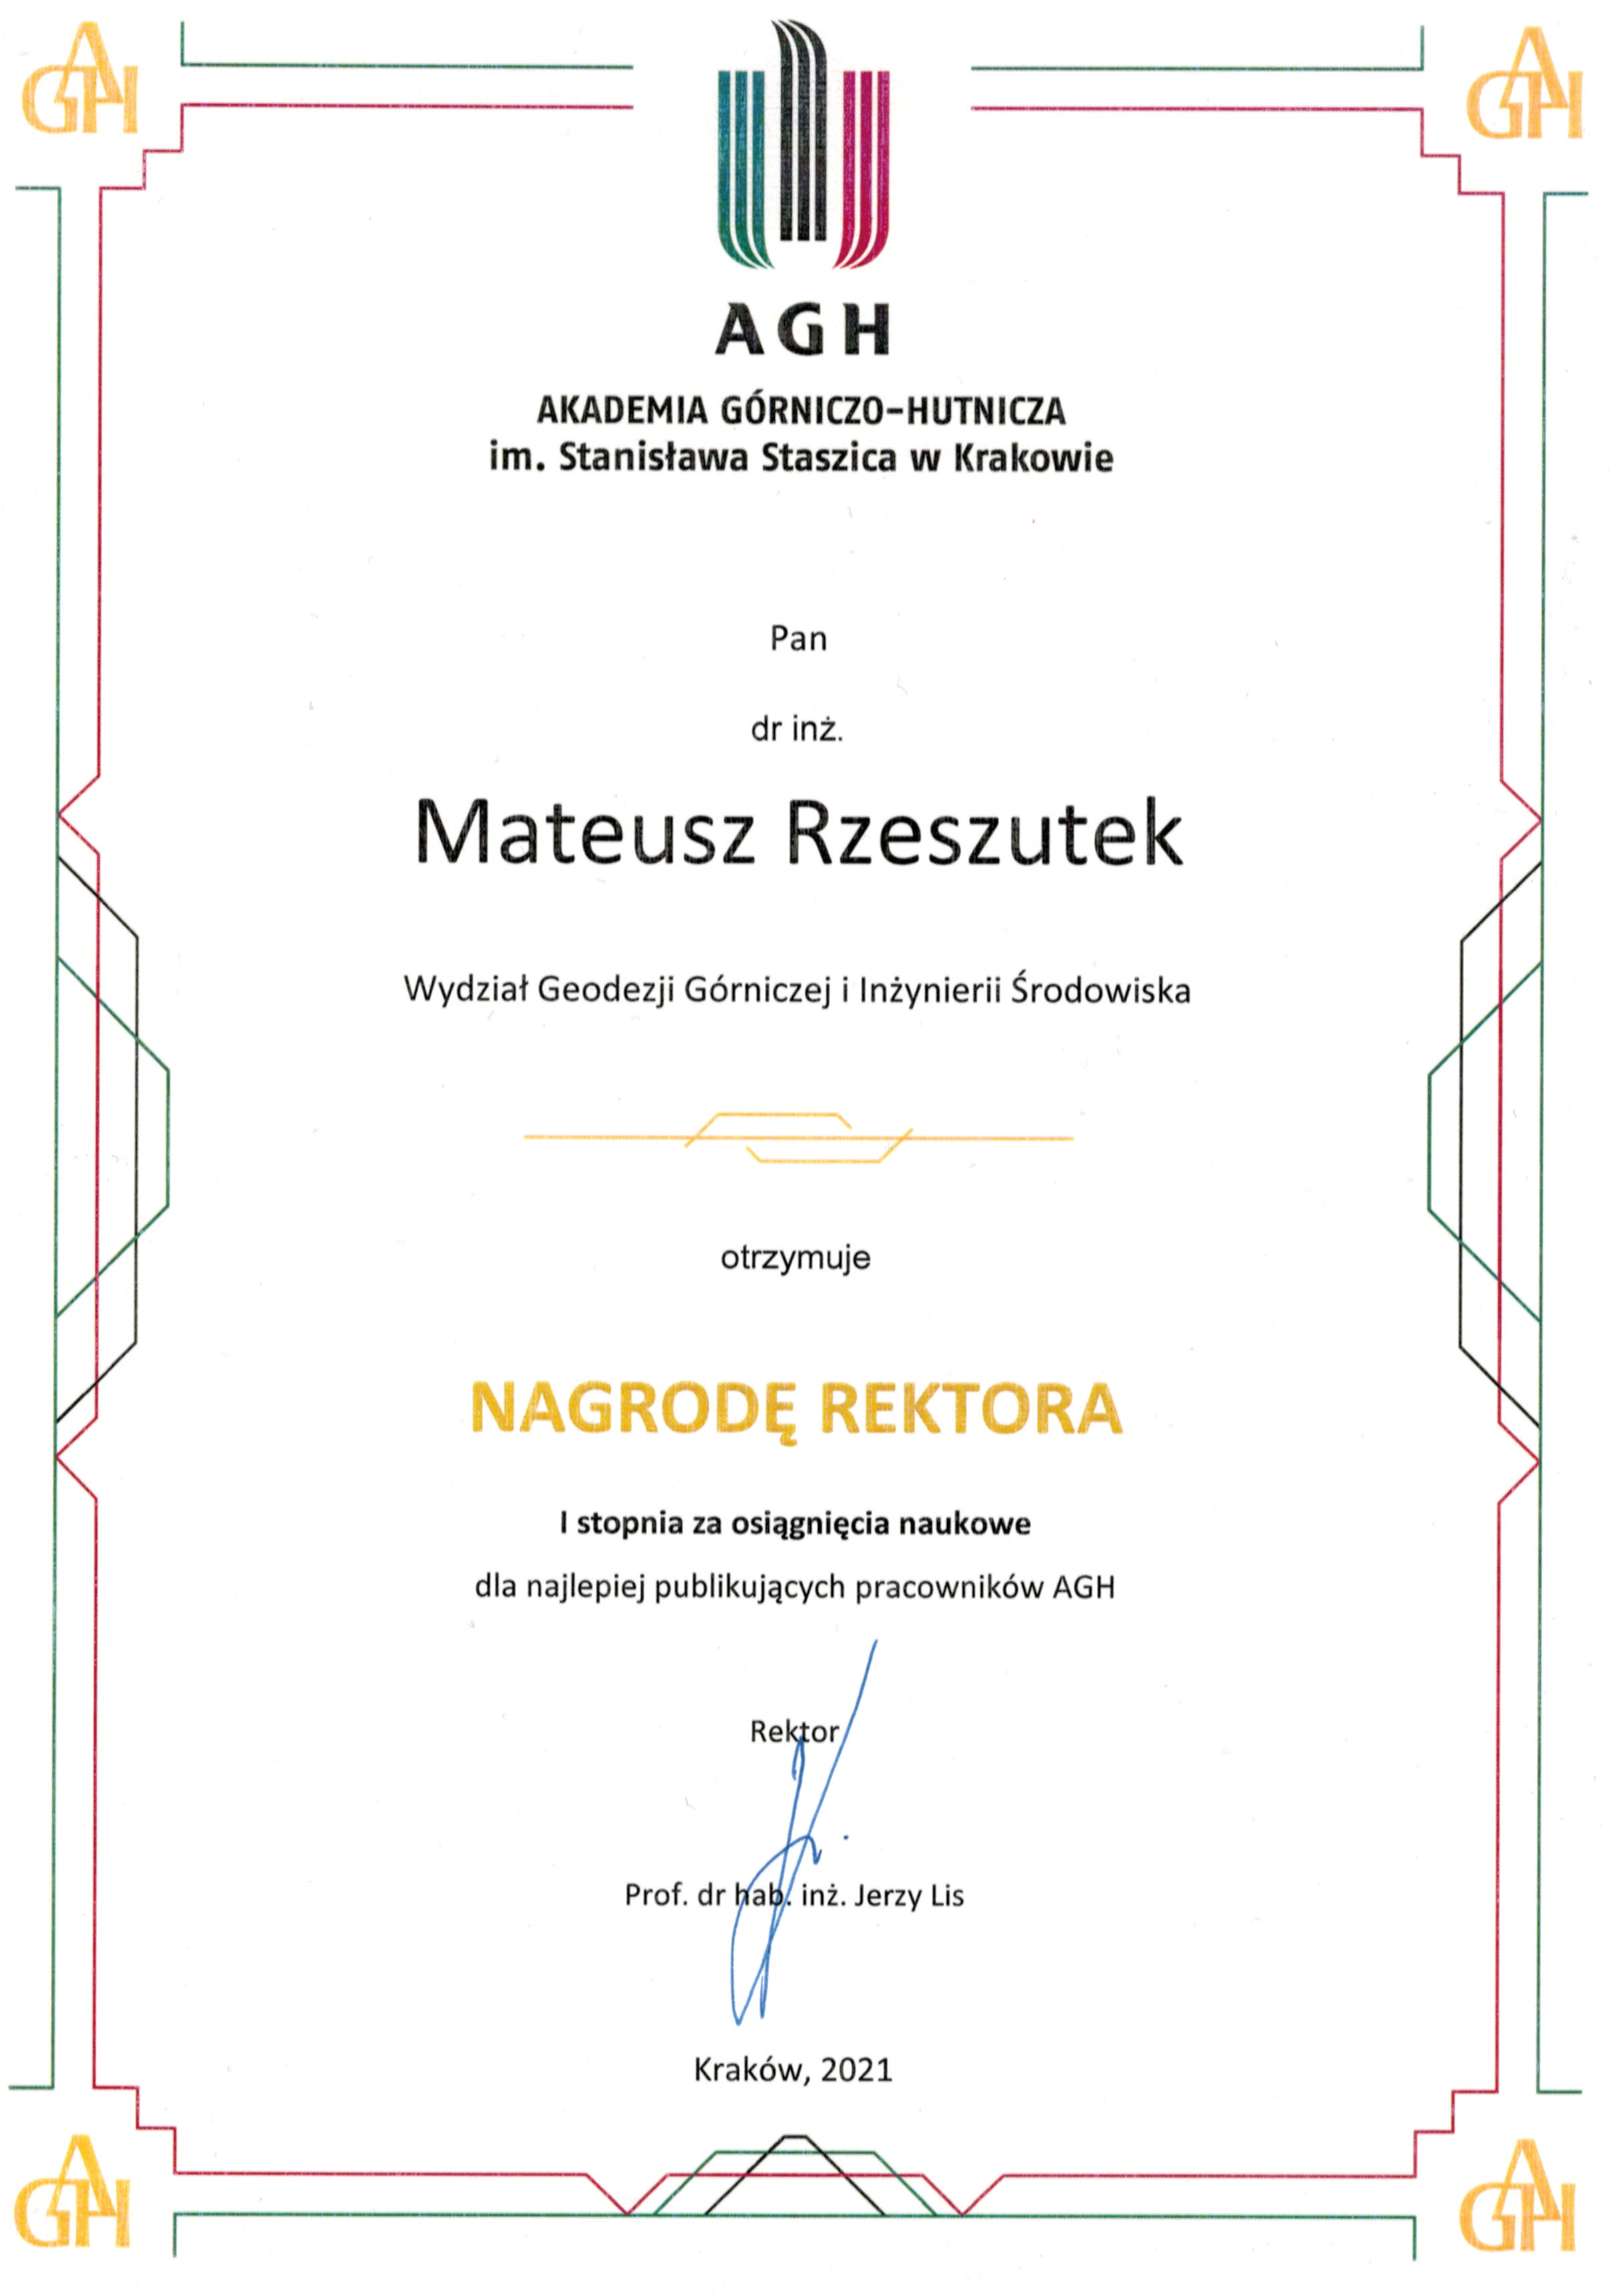 AGH
AGH
AGH
AKADEMIA GÓRNICZO-HUTNICZA
im. Stanisława Staszica w Krakowie
Pan
dr inż.
Mateusz Rzeszutek
Wydział Geodezji Górniczej i Inżynierii Środowiska
otrzymuje
NAGRODĘ REKTORA
I stopnia za osiągnięcia naukowe
dla najlepiej publikujących pracowników AGH
Rektor
Prof. dr hab. inż. Jerzy Lis
Kraków, 2021
AGH
AGH